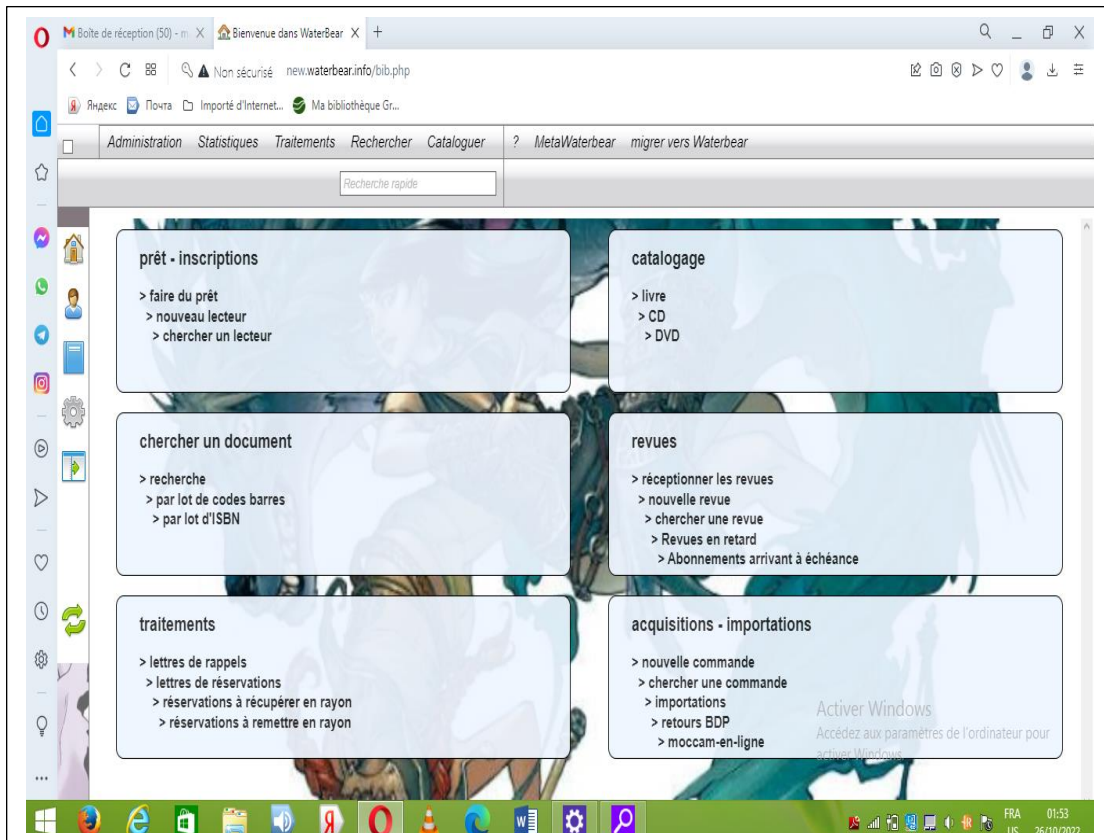 Boîte de réception (50) - m
Bienvenue dans WaterBear
Non sécurisé new.waterbear.info/bib.php
Яндекс Почта Importé d'Internet... Ma bibliothèque Gr...
Administration Statistiques Traitements Rechercher Cataloguer ? MetaWaterbear migrer vers Waterbear
Recherche rapide
prêt - inscriptions
> faire du prêt
> nouveau lecteur
> chercher un lecteur
catalogage
> livre
> CD
> DVD
chercher un document
> recherche
> par lot de codes barres
> par lot d'ISBN
revues
> réceptionner les revues
> nouvelle revue
> chercher une revue
> Revues en retard
> Abonnements arrivant à échéance
traitements
> lettres de rappels
> lettres de réservations
> réservations à récupérer en rayon
> réservations à remettre en rayon
acquisitions - importations
> nouvelle commande
> chercher une commande
> importations
> retours BDP
> moccam-en-ligne
Activer Windows
Accédez aux paramètres de l'ordinateur pour
activer Windows.
FRA 01:53
US 26/10/2022